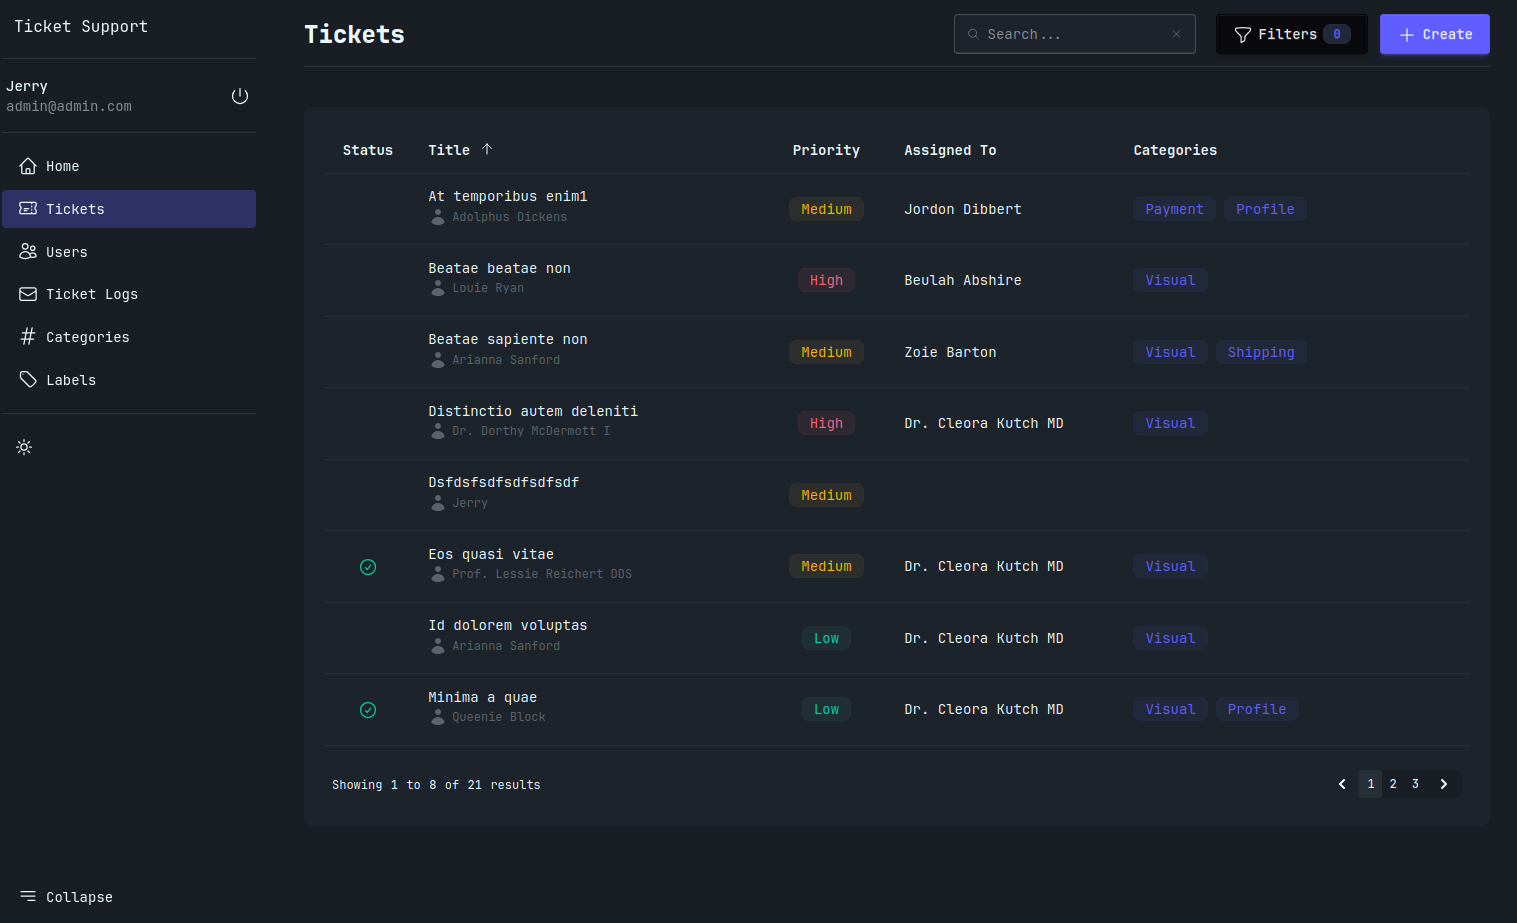 Ticket Support
Jerry
admin@admin.com
Home
Tickets
Users
Ticket Logs
Categories
Labels
Collapse
Tickets
Search...
Filters 0
Create
Status Title Priority Assigned To Categories
At temporibus enim1
Adolphus Dickens
Medium Jordon Dibbert Payment Profile
Beatae beatae non
Louie Ryan
High Beulah Abshire Visual
Beatae sapiente non
Arianna Sanford
Medium Zoie Barton Visual Shipping
Distinctio autem deleniti
Dr. Dorthy McDermott I
High Dr. Cleora Kutch MD Visual
Dsfdsfsdfsdfsdfsdf
Jerry
Medium
Eos quasi vitae
Prof. Lessie Reichert DDS
Medium Dr. Cleora Kutch MD Visual
Id dolorem voluptas
Arianna Sanford
Low Dr. Cleora Kutch MD Visual
Minima a quae
Queenie Block
Low Dr. Cleora Kutch MD Visual Profile
Showing 1 to 8 of 21 results
1 2 3